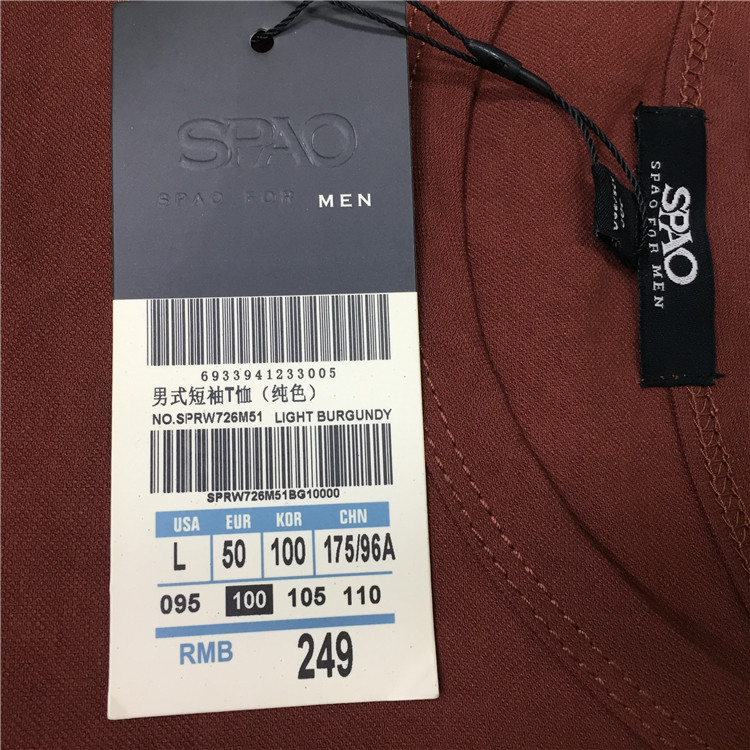 SPAO
SPAO FOR MEN
6933941233005
男式短袖T恤（纯色）
NO.SPRW726M51 LIGHT BURGUNDY
SPRW726M51BG10000
USA EUR KOR CHN
L 50 100 175/96A
095 100 105 110
RMB 249
SPAO
SPAO FOR MEN